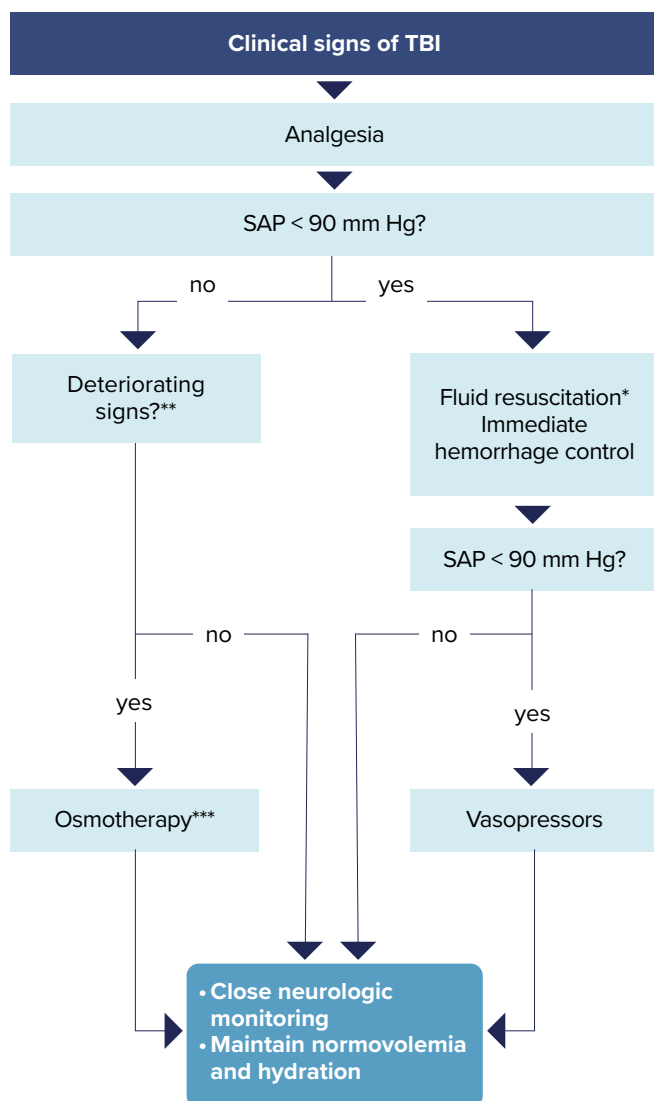 Clinical signs of TBI
Analgesia
SAP < 90 mm Hg?
no
yes
Deteriorating
signs?**
Fluid resuscitation*
Immediate
hemorrhage control
SAP < 90 mm Hg?
no
no
yes
yes
Osmotherapy***
Vasopressors
• Close neurologic
monitoring
• Maintain normovolemia
and hydration